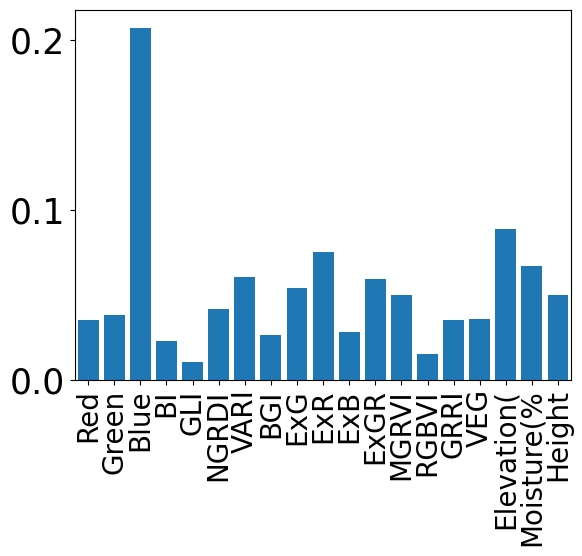 0.2
0.1
0.0
Red
Green
Blue
BI
GLI
NGRDI
VARI
BGI
ExG
ExR
ExB
ExGR
MGRVI
RGBVI
GRRI
VEG
Elevation(
Moisture(%
Height